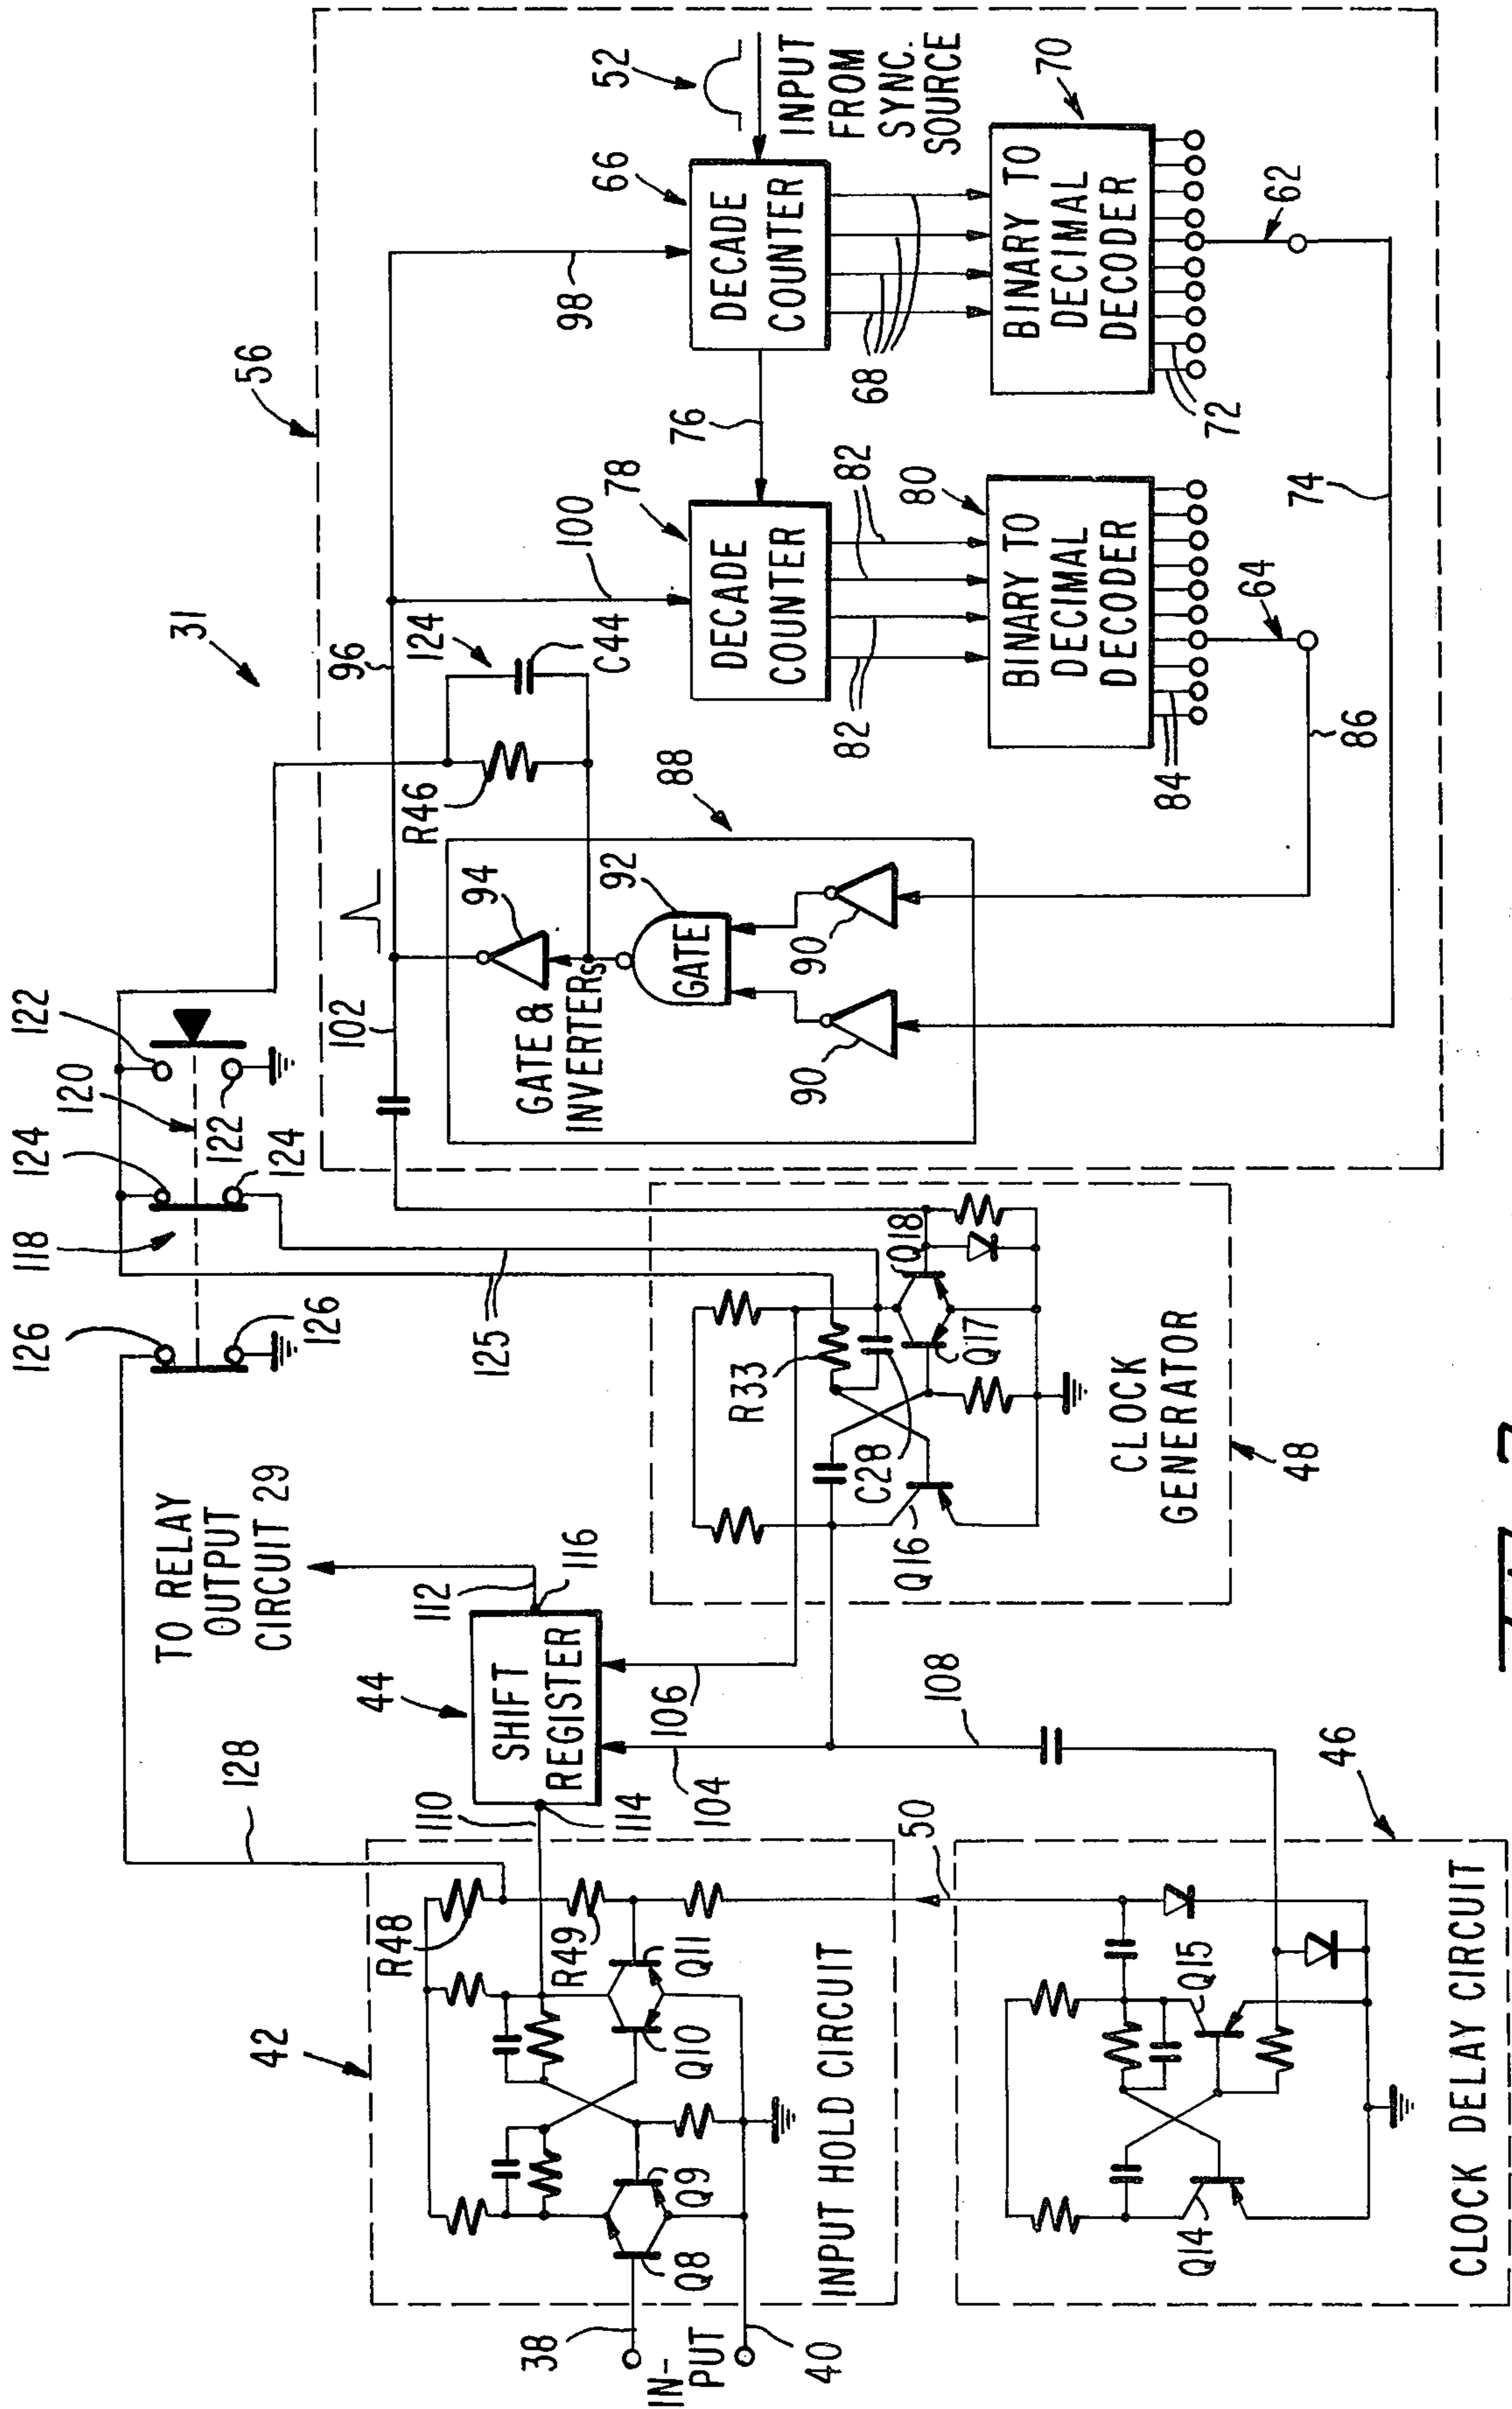 122
120
124
118
126
122
124
126
31
56
128
125
TO RELAY
OUTPUT
CIRCUIT 29
102
96
98
100
124
C44
R46
76
66
52
INPUT
FROM
SYNC.
SOURCE
78
DECADE
COUNTER
DECADE
COUNTER
88
94
92
GATE
GATE &
INVERTERS
90
90
82
82
68
80
BINARY TO
DECIMAL
DECODER
70
BINARY TO
DECIMAL
DECODER
84
72
64
62
86
74
44
SHIFT
REGISTER
112
116
110
114
104
106
108
R33
C28
Q16
Q17
Q18
CLOCK
GENERATOR
48
42
R48
R49
Q8
Q9
Q10
Q11
INPUT HOLD CIRCUIT
38
IN-
PUT
40
50
46
Q14
Q15
CLOCK DELAY CIRCUIT